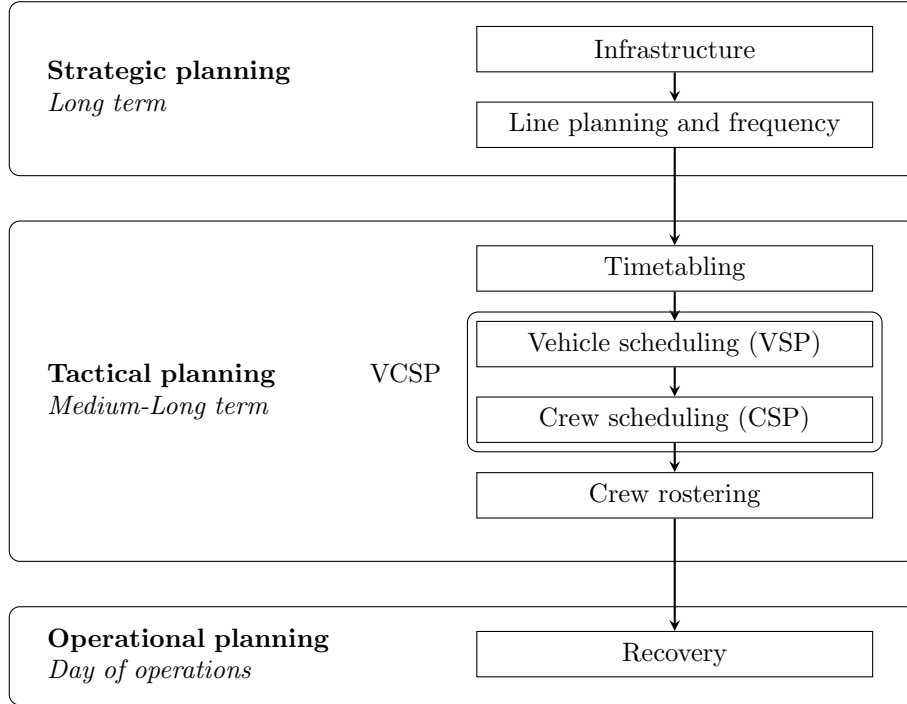 Strategic planning
Long term
Infrastructure
Line planning and frequency
Tactical planning
Medium-Long term
VCSP
Timetabling
Vehicle scheduling (VSP)
Crew scheduling (CSP)
Crew rostering
Operational planning
Day of operations
Recovery